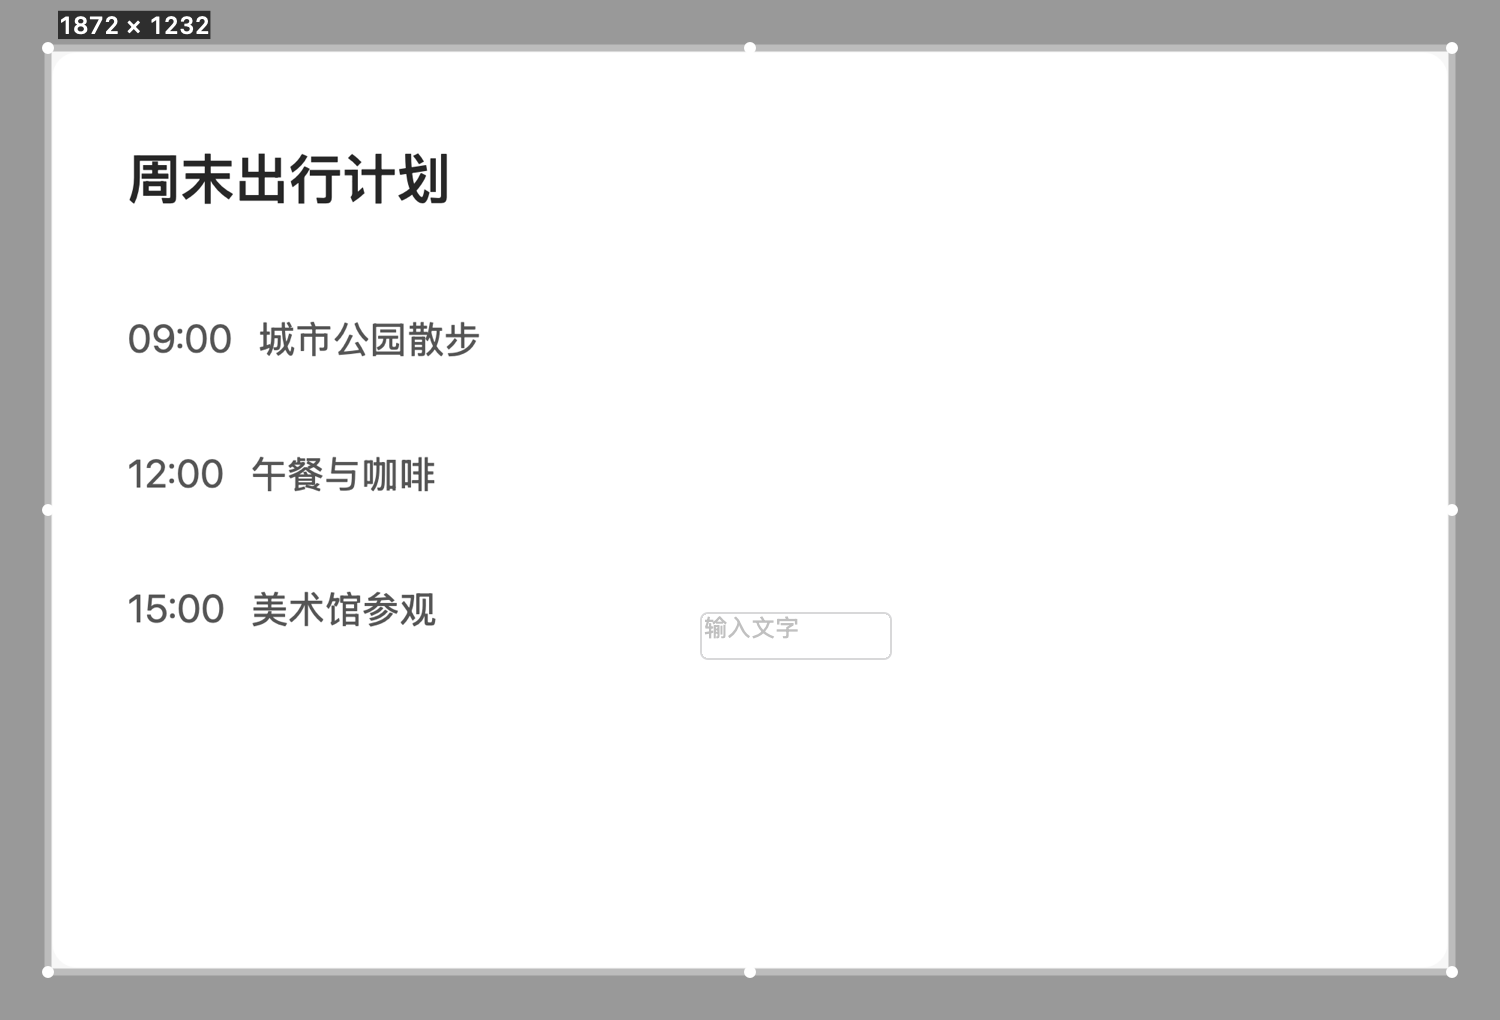 1872 × 1232
周末出行计划
09:00 城市公园散步
12:00 午餐与咖啡
15:00 美术馆参观
输入文字